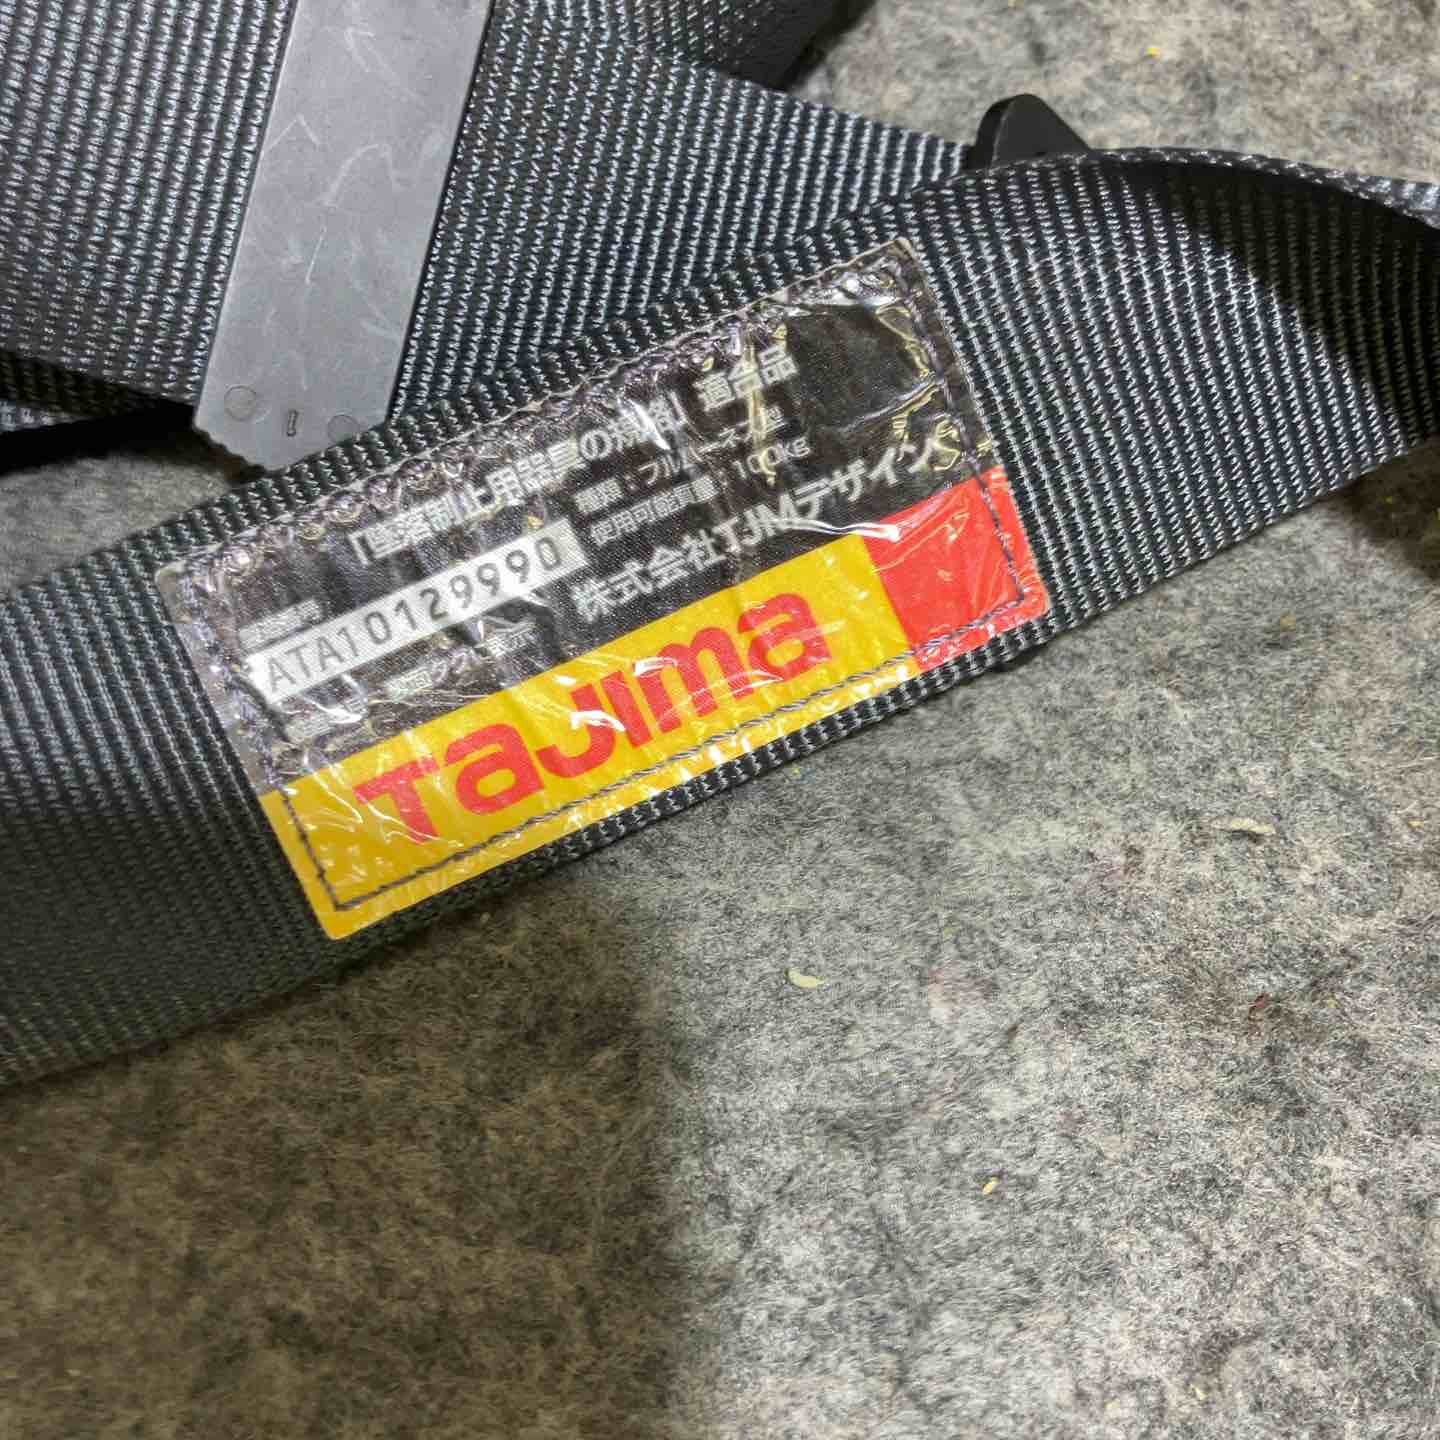 「墜落制止用器具の規格」適合品
種類：フルハーネス型
使用可能質量：100KG
ATA10129990
株式会社TJMデザイン
TAJIMA